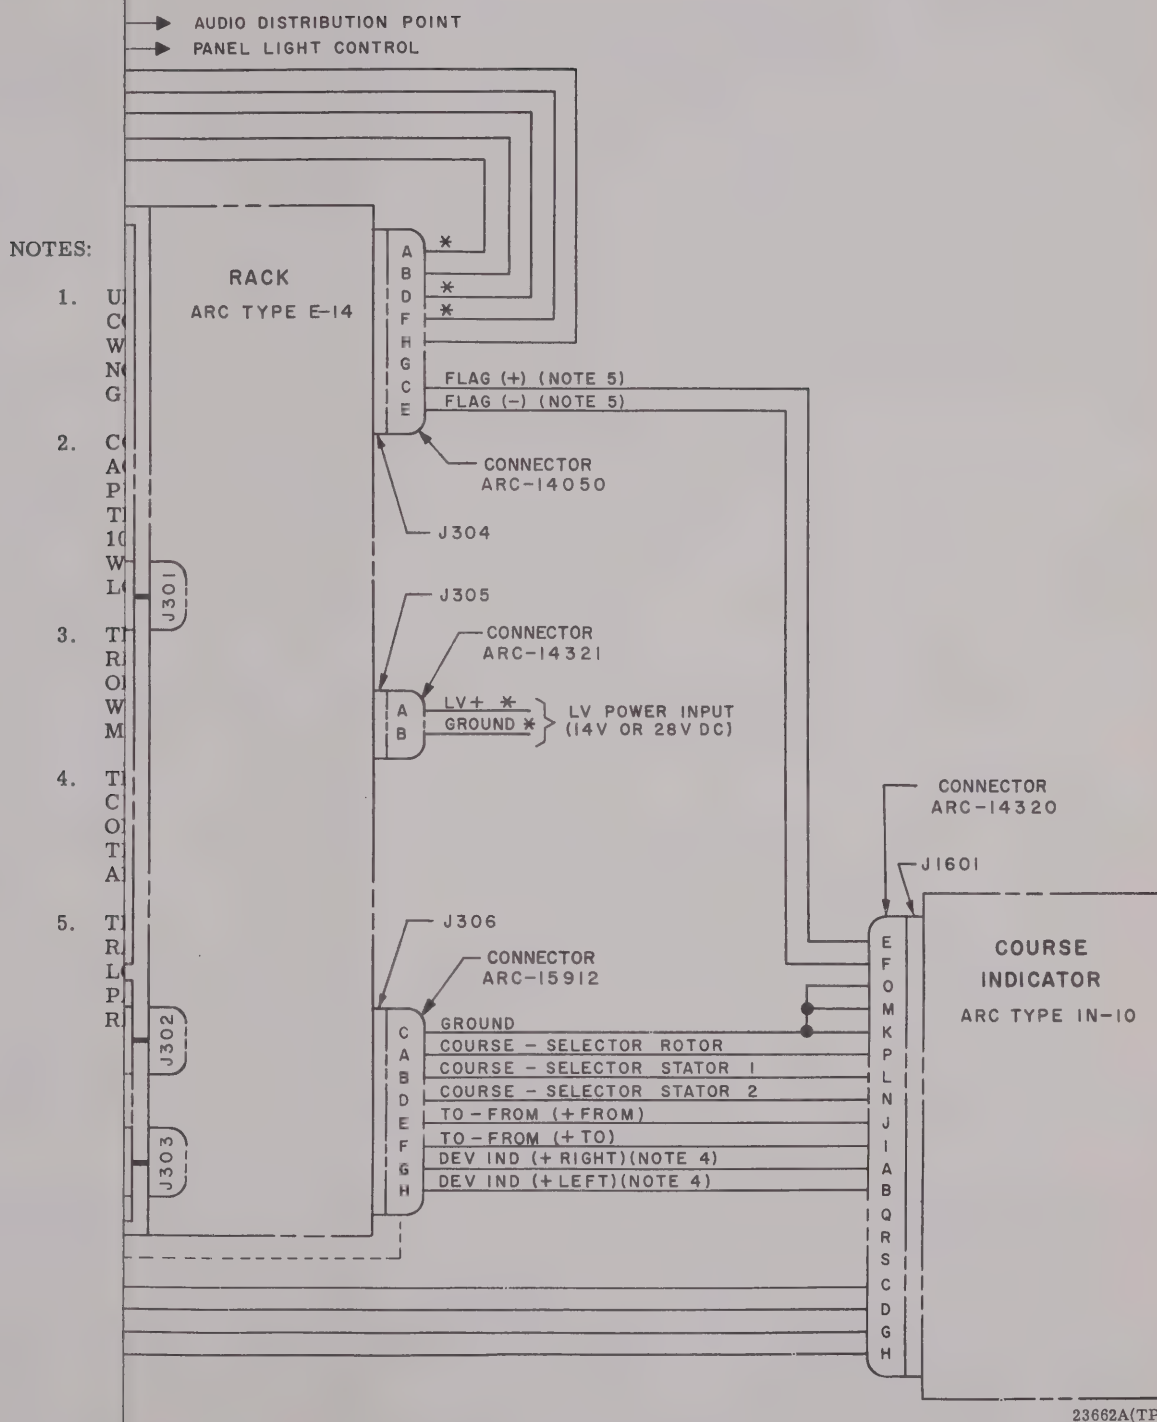 AUDIO DISTRIBUTION POINT
PANEL LIGHT CONTROL
NOTES:
1.
2.
10
3.
4.
5.
RACK
ARC TYPE E-14
A *
B
D *
F *
H
G
C FLAG (+) (NOTE 5)
E FLAG (-) (NOTE 5)
CONNECTOR
ARC-14050
J304
J301
J305
CONNECTOR
ARC-14321
A LV+ *
B GROUND *
LV POWER INPUT
(14V OR 28V DC)
J306
CONNECTOR
ARC-15912
J302
J303
C GROUND
A COURSE - SELECTOR ROTOR
B COURSE - SELECTOR STATOR 1
D COURSE - SELECTOR STATOR 2
E TO - FROM (+ FROM)
F TO - FROM (+ TO)
G DEV IND (+ RIGHT)(NOTE 4)
H DEV IND (+ LEFT)(NOTE 4)
CONNECTOR
ARC-14320
J1601
E
F
O
M
K
P
L
N
J
I
A
B
Q
R
S
C
D
G
H
COURSE
INDICATOR
ARC TYPE IN-10
23662A(TP